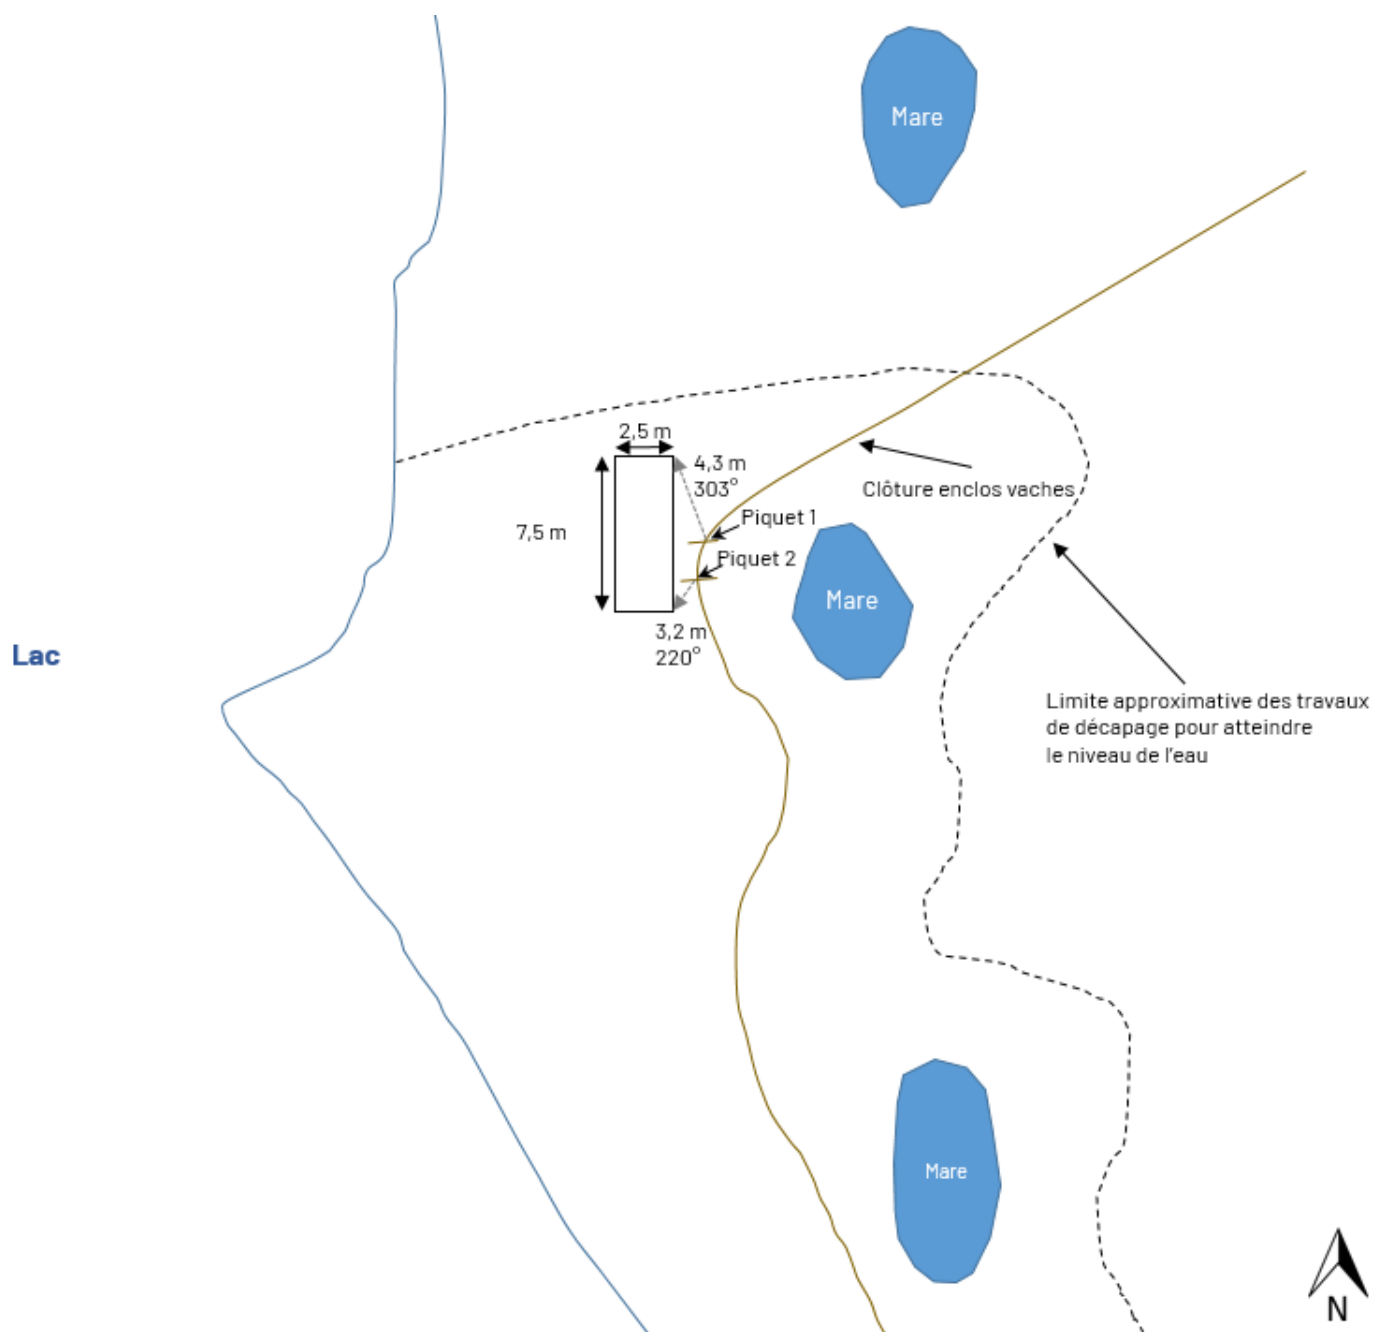 Mare
2,5 m
4,3 m
303°
Clôture enclos vaches
7,5 m
Piquet 1
Piquet 2
Mare
3,2 m
220°
Lac
Limite approximative des travaux
de décapage pour atteindre
le niveau de l'eau
Mare
N